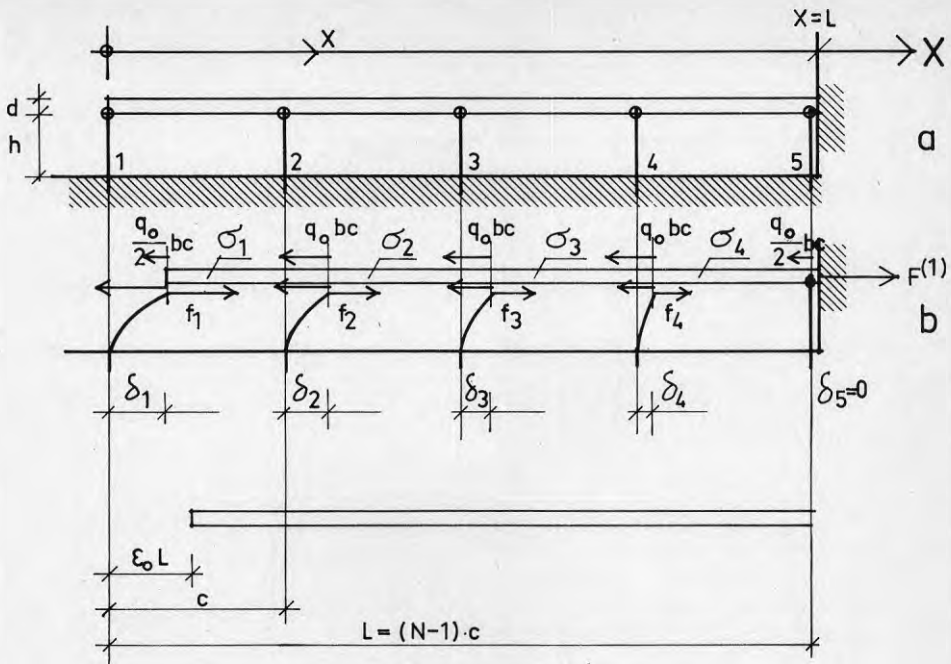 X=L
X
X
d
h
a
1 2 3 4 5
q₀/2 bc σ₁ q₀ bc σ₂ q₀ bc σ₃ q₀ bc σ₄ q₀/2 bc
F⁽¹⁾
f₁ f₂ f₃ f₄
b
δ₁ δ₂ δ₃ δ₄ δ₅=0
ε₀ L
c
L = (N-1)·c